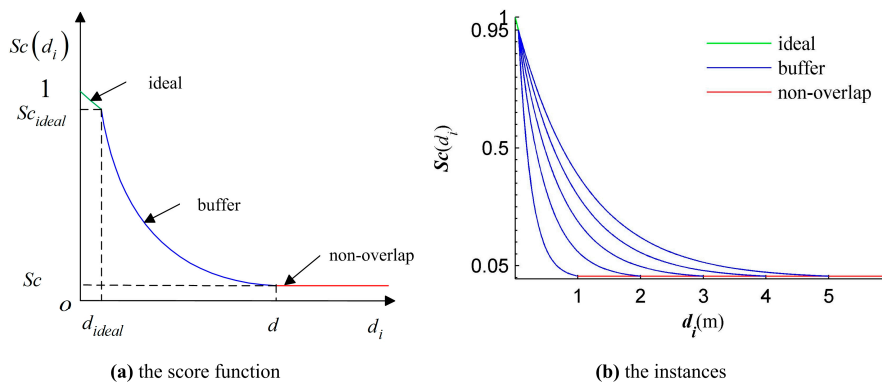 Sc(d_i)
1
Sc_ideal
Sc
o
d_ideal
d
d_i
ideal
buffer
non-overlap
(a) the score function
1
0.95
0.5
0.05
Sc(d_i)
1
2
3
4
5
d_i(m)
ideal
buffer
non-overlap
(b) the instances